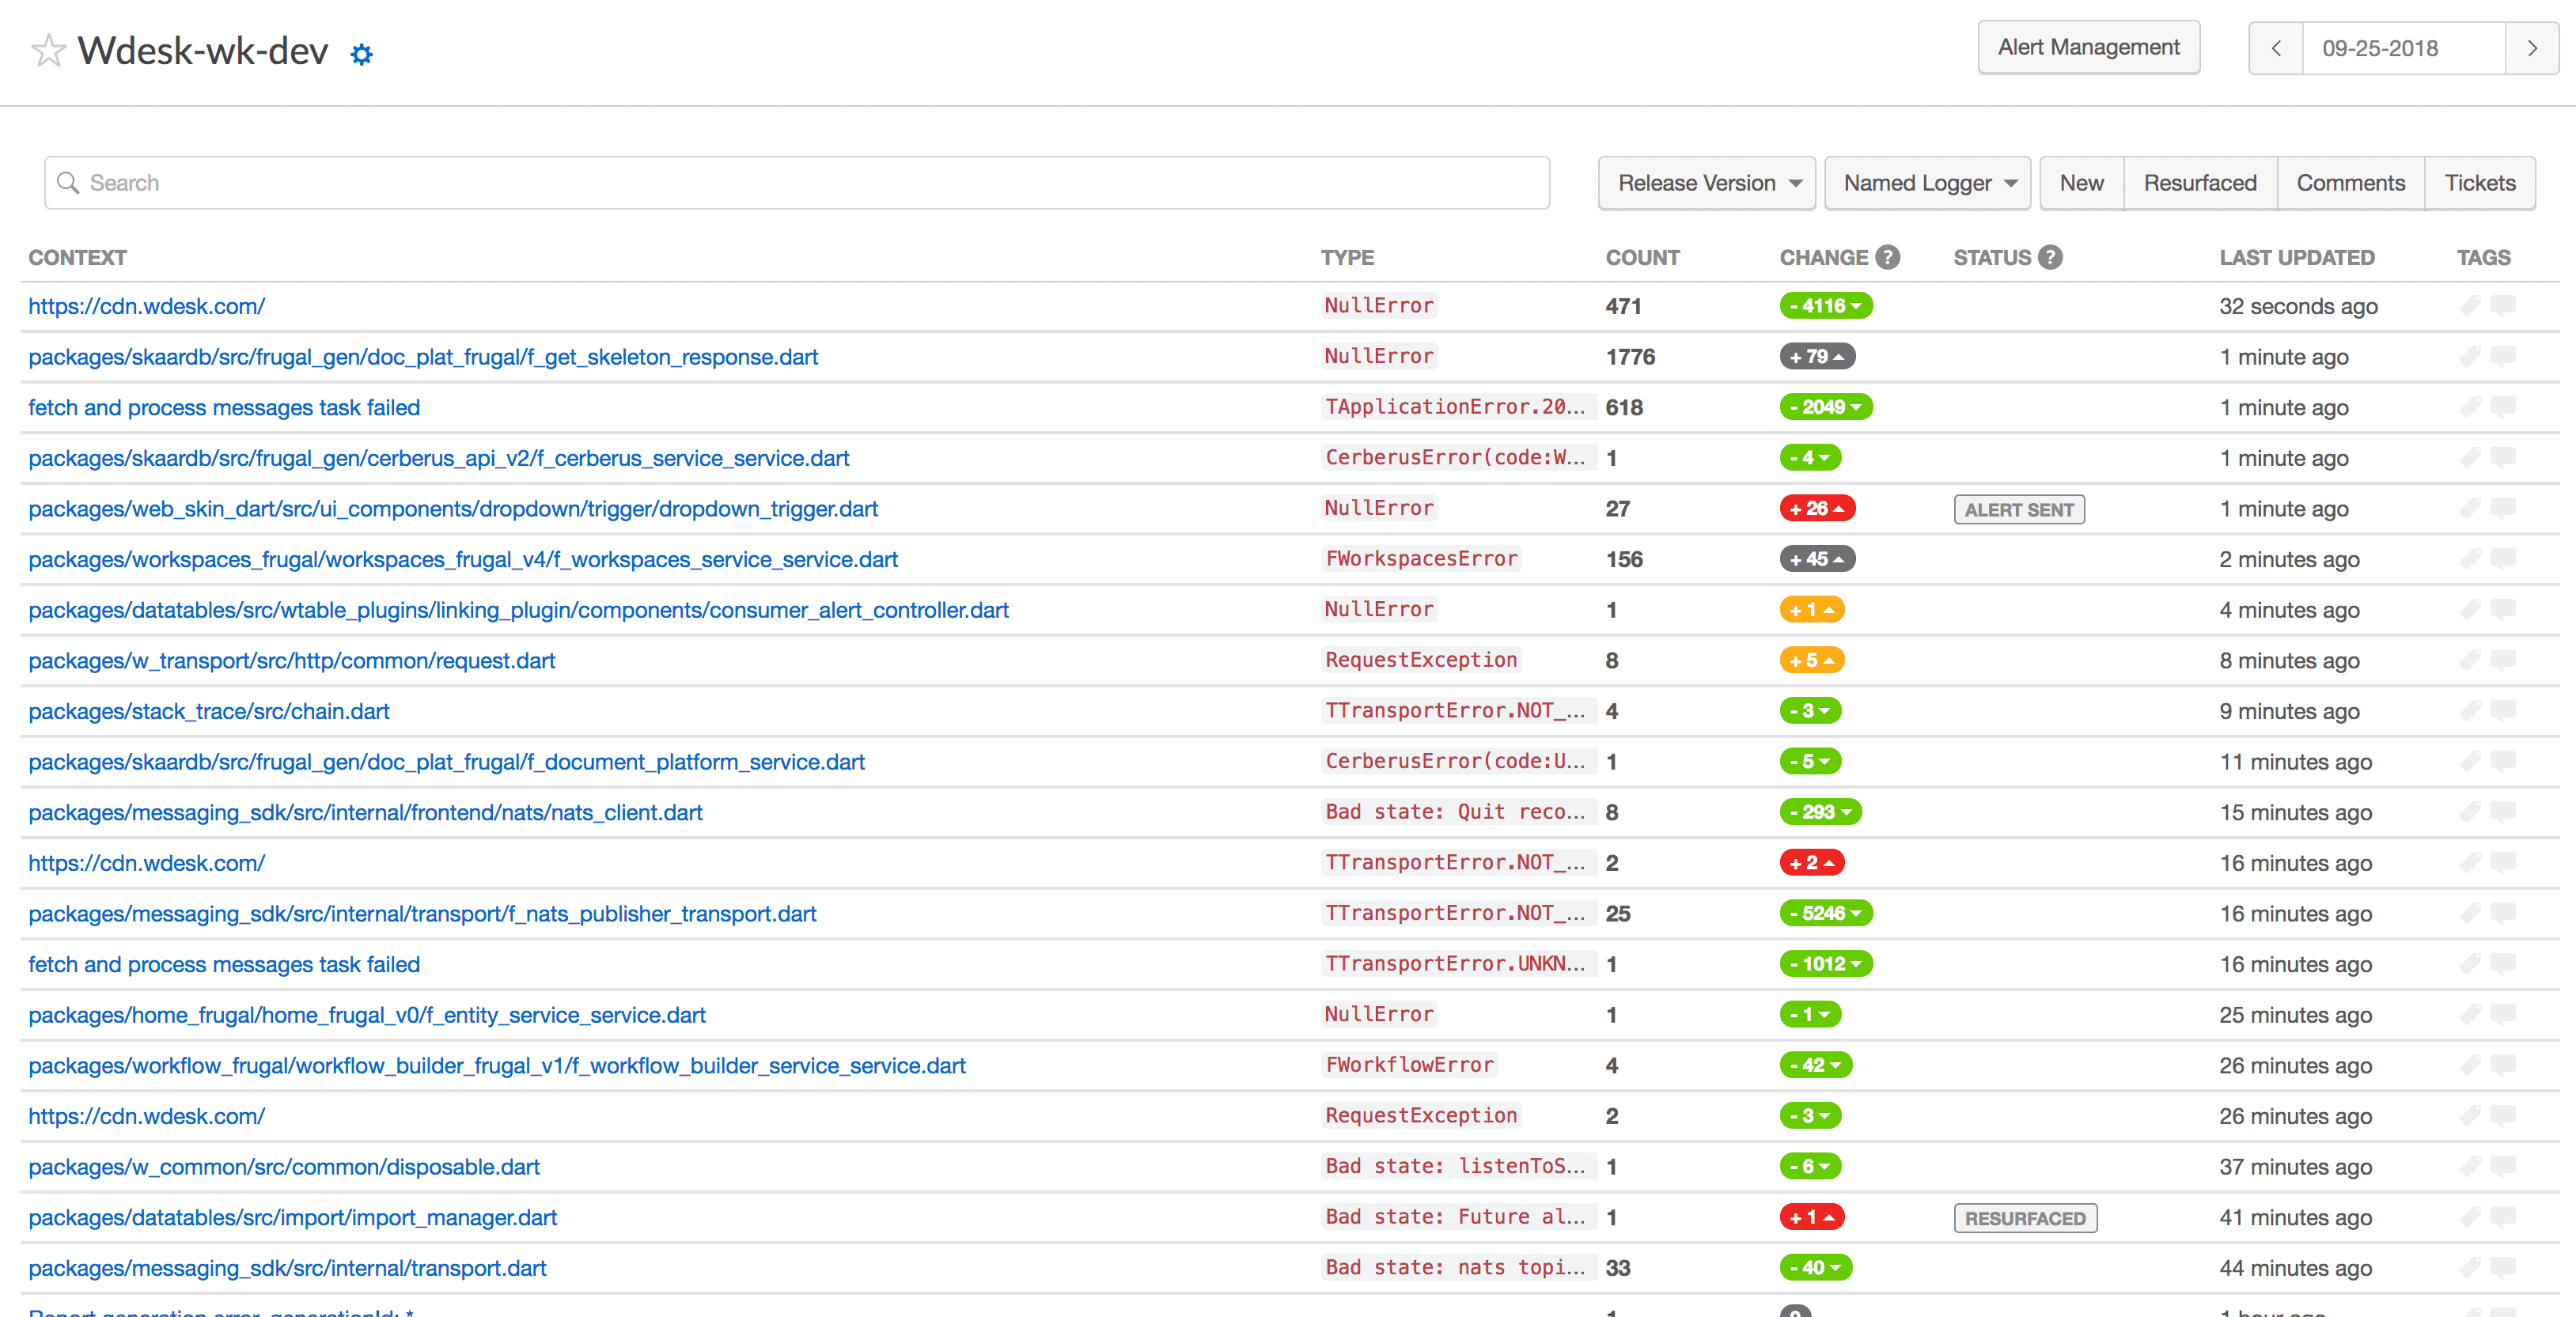 Wdesk-wk-dev
Alert Management
09-25-2018
Search
Release Version
Named Logger
New
Resurfaced
Comments
Tickets
CONTEXT TYPE COUNT CHANGE ? STATUS ? LAST UPDATED TAGS
https://cdn.wdesk.com/ NullError 471 - 4116 32 seconds ago
packages/skaardb/src/frugal_gen/doc_plat_frugal/f_get_skeleton_response.dart NullError 1776 + 79 1 minute ago
fetch and process messages task failed TApplicationError.20... 618 - 2049 1 minute ago
packages/skaardb/src/frugal_gen/cerberus_api_v2/f_cerberus_service_service.dart CerberusError(code:W... 1 - 4 1 minute ago
packages/web_skin_dart/src/ui_components/dropdown/trigger/dropdown_trigger.dart NullError 27 + 26 ALERT SENT 1 minute ago
packages/workspaces_frugal/workspaces_frugal_v4/f_workspaces_service_service.dart FWorkspacesError 156 + 45 2 minutes ago
packages/datatables/src/wtable_plugins/linking_plugin/components/consumer_alert_controller.dart NullError 1 + 1 4 minutes ago
packages/w_transport/src/http/common/request.dart RequestException 8 + 5 8 minutes ago
packages/stack_trace/src/chain.dart TTransportError.NOT_... 4 - 3 9 minutes ago
packages/skaardb/src/frugal_gen/doc_plat_frugal/f_document_platform_service.dart CerberusError(code:U... 1 - 5 11 minutes ago
packages/messaging_sdk/src/internal/frontend/nats/nats_client.dart Bad state: Quit reco... 8 - 293 15 minutes ago
https://cdn.wdesk.com/ TTransportError.NOT_... 2 + 2 16 minutes ago
packages/messaging_sdk/src/internal/transport/f_nats_publisher_transport.dart TTransportError.NOT_... 25 - 5246 16 minutes ago
fetch and process messages task failed TTransportError.UNKN... 1 - 1012 16 minutes ago
packages/home_frugal/home_frugal_v0/f_entity_service_service.dart NullError 1 - 1 25 minutes ago
packages/workflow_frugal/workflow_builder_frugal_v1/f_workflow_builder_service_service.dart FWorkflowError 4 - 42 26 minutes ago
https://cdn.wdesk.com/ RequestException 2 - 3 26 minutes ago
packages/w_common/src/common/disposable.dart Bad state: listenToS... 1 - 6 37 minutes ago
packages/datatables/src/import/import_manager.dart Bad state: Future al... 1 + 1 RESURFACED 41 minutes ago
packages/messaging_sdk/src/internal/transport.dart Bad state: nats topi... 33 - 40 44 minutes ago
Report generation error, generationId: * 1 0 1 hour ago